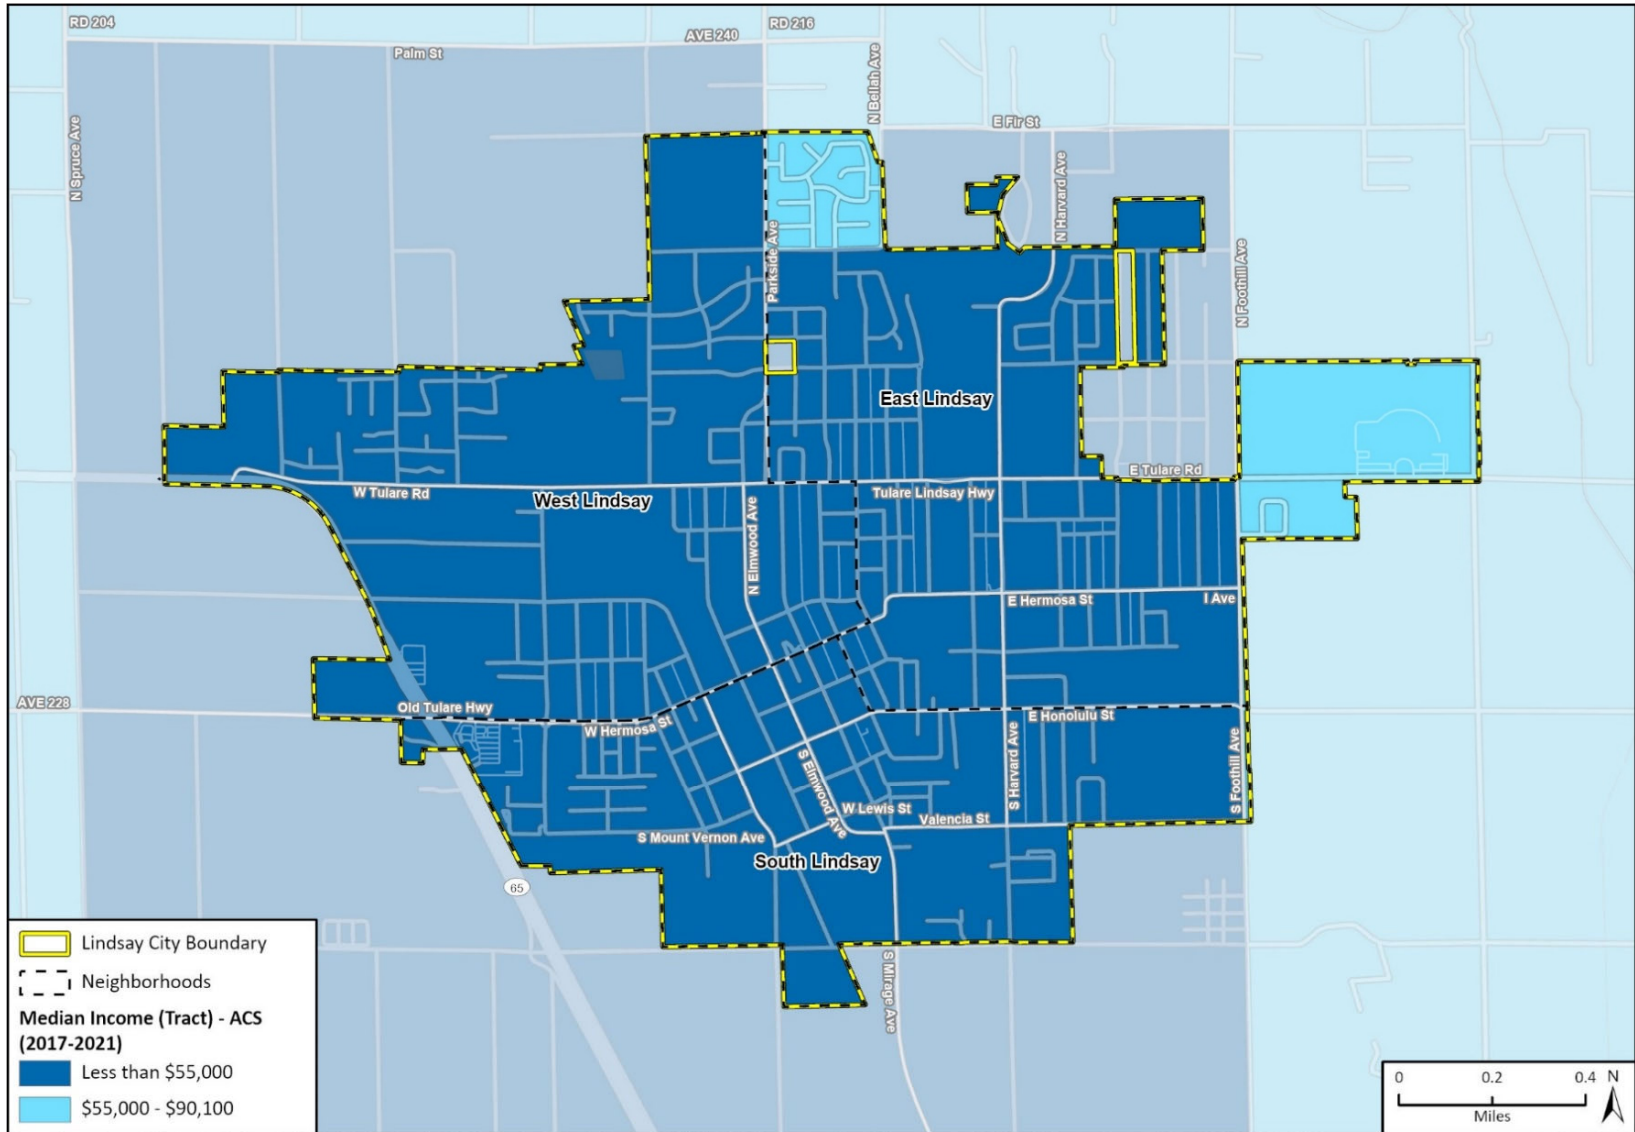 RD 204
RD 216
AVE 240
Palm St
N Bellah Ave
E Fir St
N Spruce Ave
N Harvard Ave
Parkside Ave
N Foothill Ave
East Lindsay
E Tulare Rd
W Tulare Rd
West Lindsay
Tulare Lindsay Hwy
N Elmwood Ave
E Hermosa St
I Ave
AVE 228
Old Tulare Hwy
W Hermosa St
E Honolulu St
S Harvard Ave
S Foothill Ave
S Elmwood Ave
W Lewis St
Valencia St
S Mount Vernon Ave
South Lindsay
65
S Mirage Ave
Lindsay City Boundary
Neighborhoods
Median Income (Tract) - ACS
(2017-2021)
Less than $55,000
$55,000 - $90,100
0 0.2 0.4 N
Miles